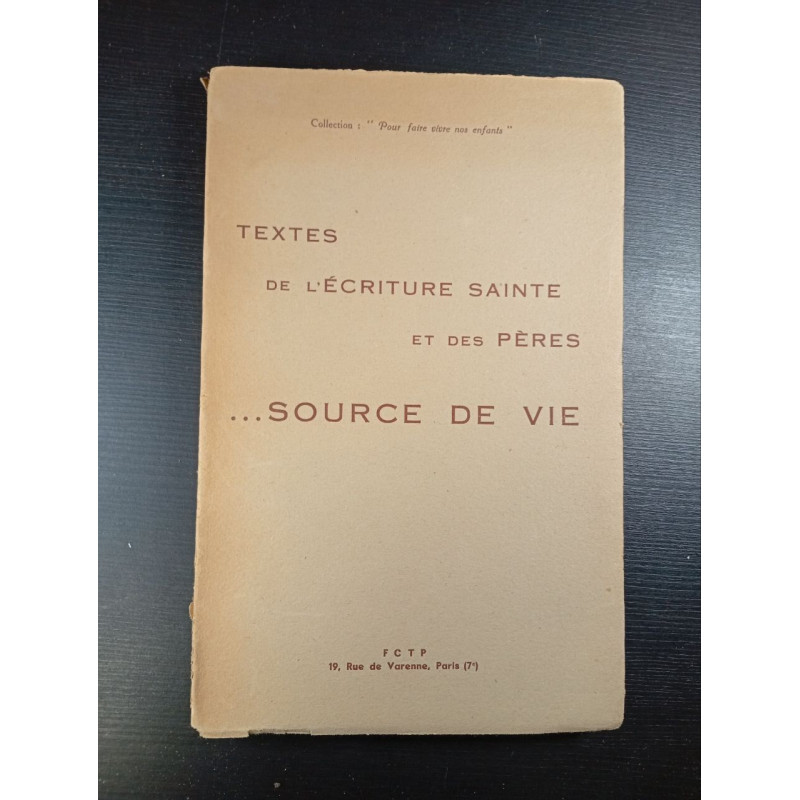 Collection : " Pour faire vivre nos enfants "
TEXTES
DE L'ÉCRITURE SAINTE
ET DES PÈRES
...SOURCE DE VIE
F C T P
19, Rue de Varenne, Paris (7e)